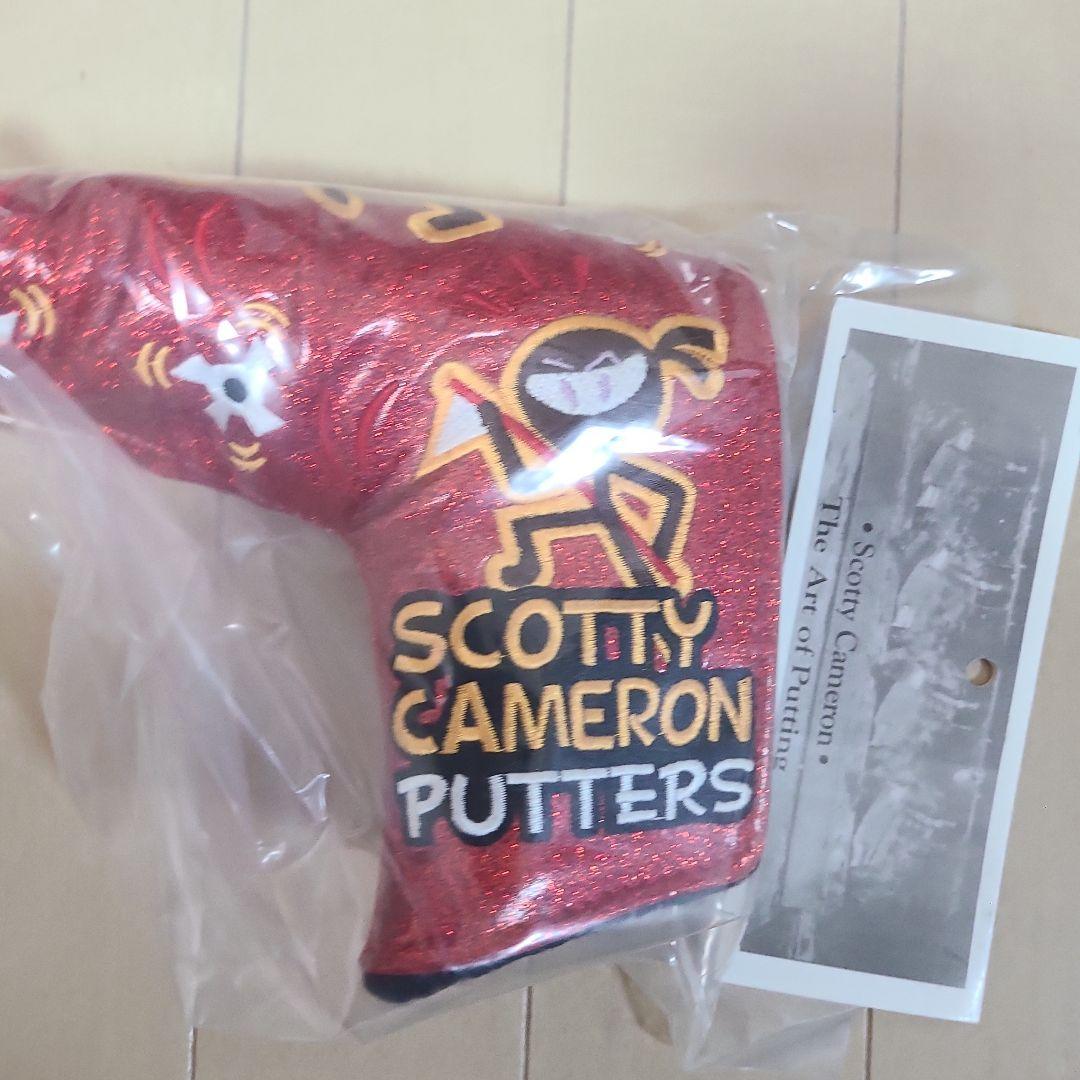 SCOTTY
CAMERON
PUTTERS
• Scotty Cameron •
The Art of Putting